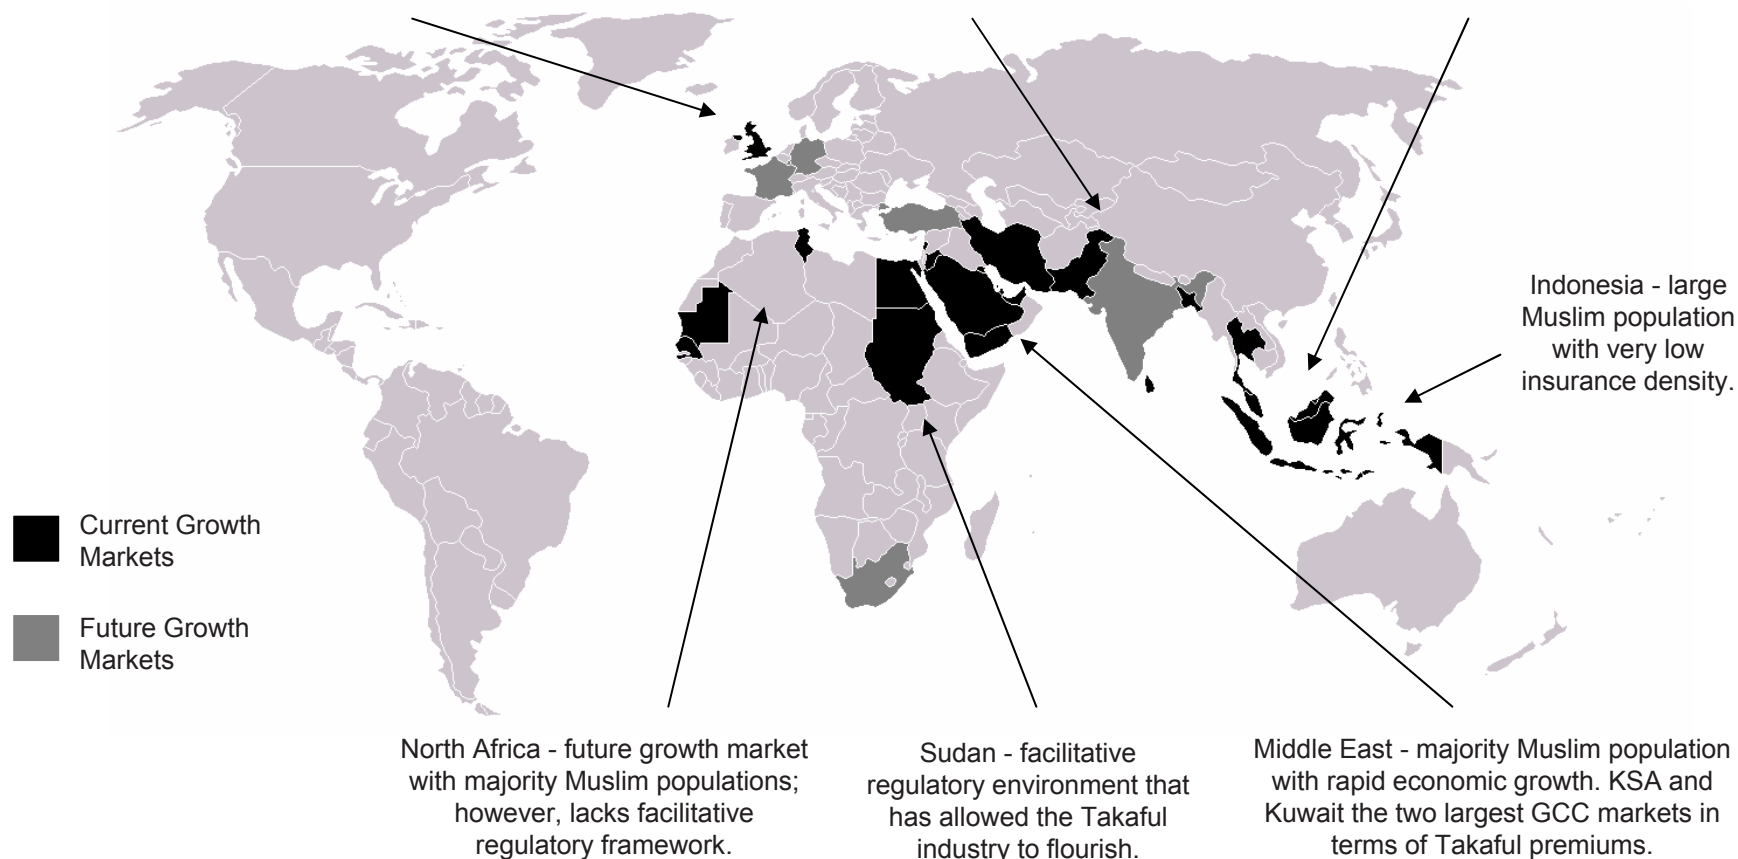 Indonesia - large
Muslim population
with very low
insurance density.
Current Growth
Markets
Future Growth
Markets
North Africa - future growth market
with majority Muslim populations;
however, lacks facilitative
regulatory framework.
Sudan - facilitative
regulatory environment that
has allowed the Takaful
industry to flourish.
Middle East - majority Muslim population
with rapid economic growth. KSA and
Kuwait the two largest GCC markets in
terms of Takaful premiums.